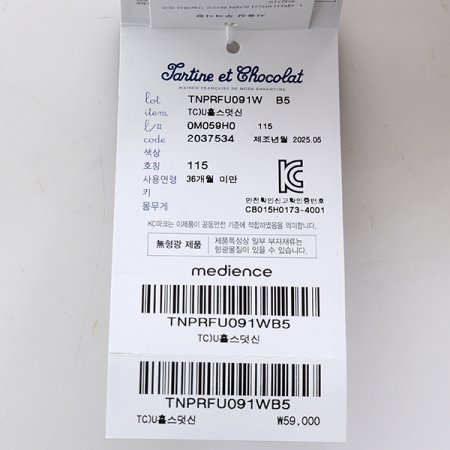 Tartine et Chocolat
MAISON FRANÇAISE DE MODE ENFANTINE
lot TNPRFU091W B5
item TC)U홀스덧신
l/# 0M059H0 115
code 2037534 제조년월 2025.05
색상
호칭 115
사용연령 36개월 미만
키
몸무게
안전확인신고확인증번호
CB015H0173-4001
KC마크는 이제품이 공통안전 기준에 적합하였음을 의미합니다.
無형광 제품 제품특성상 일부 부자재류는
형광물질이 있을 수 있습니다.
medience
TNPRFU091WB5
TC)U홀스덧신
TNPRFU091WB5
TC)U홀스덧신 ₩59,000